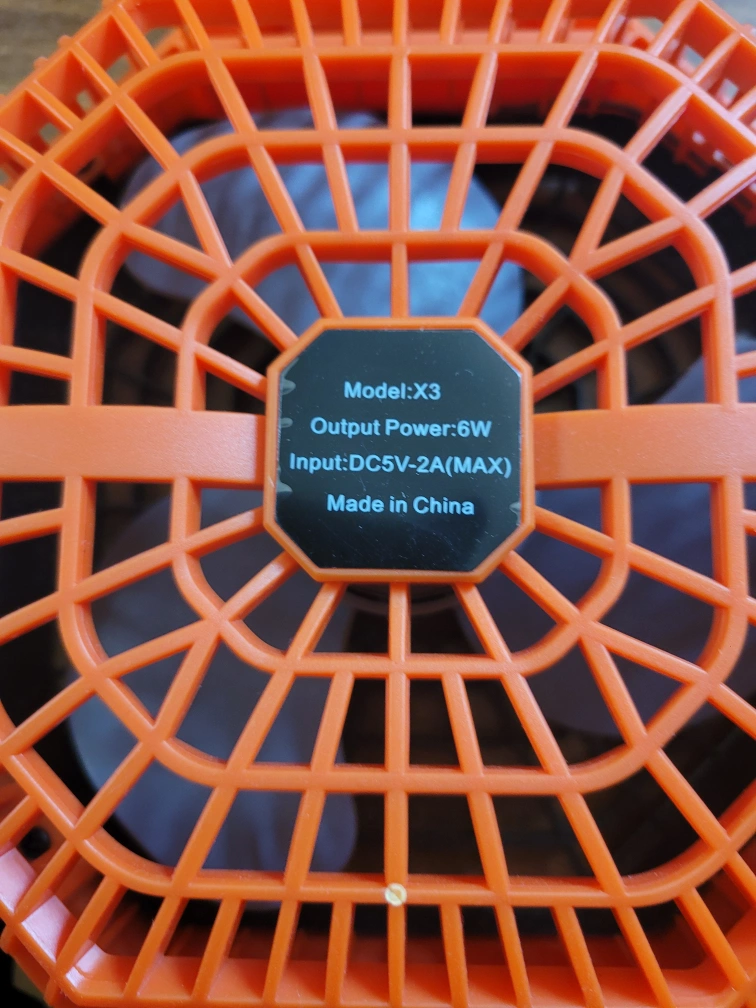 Model:X3
Output Power:6W
Input:DC5V-2A(MAX)
Made in China